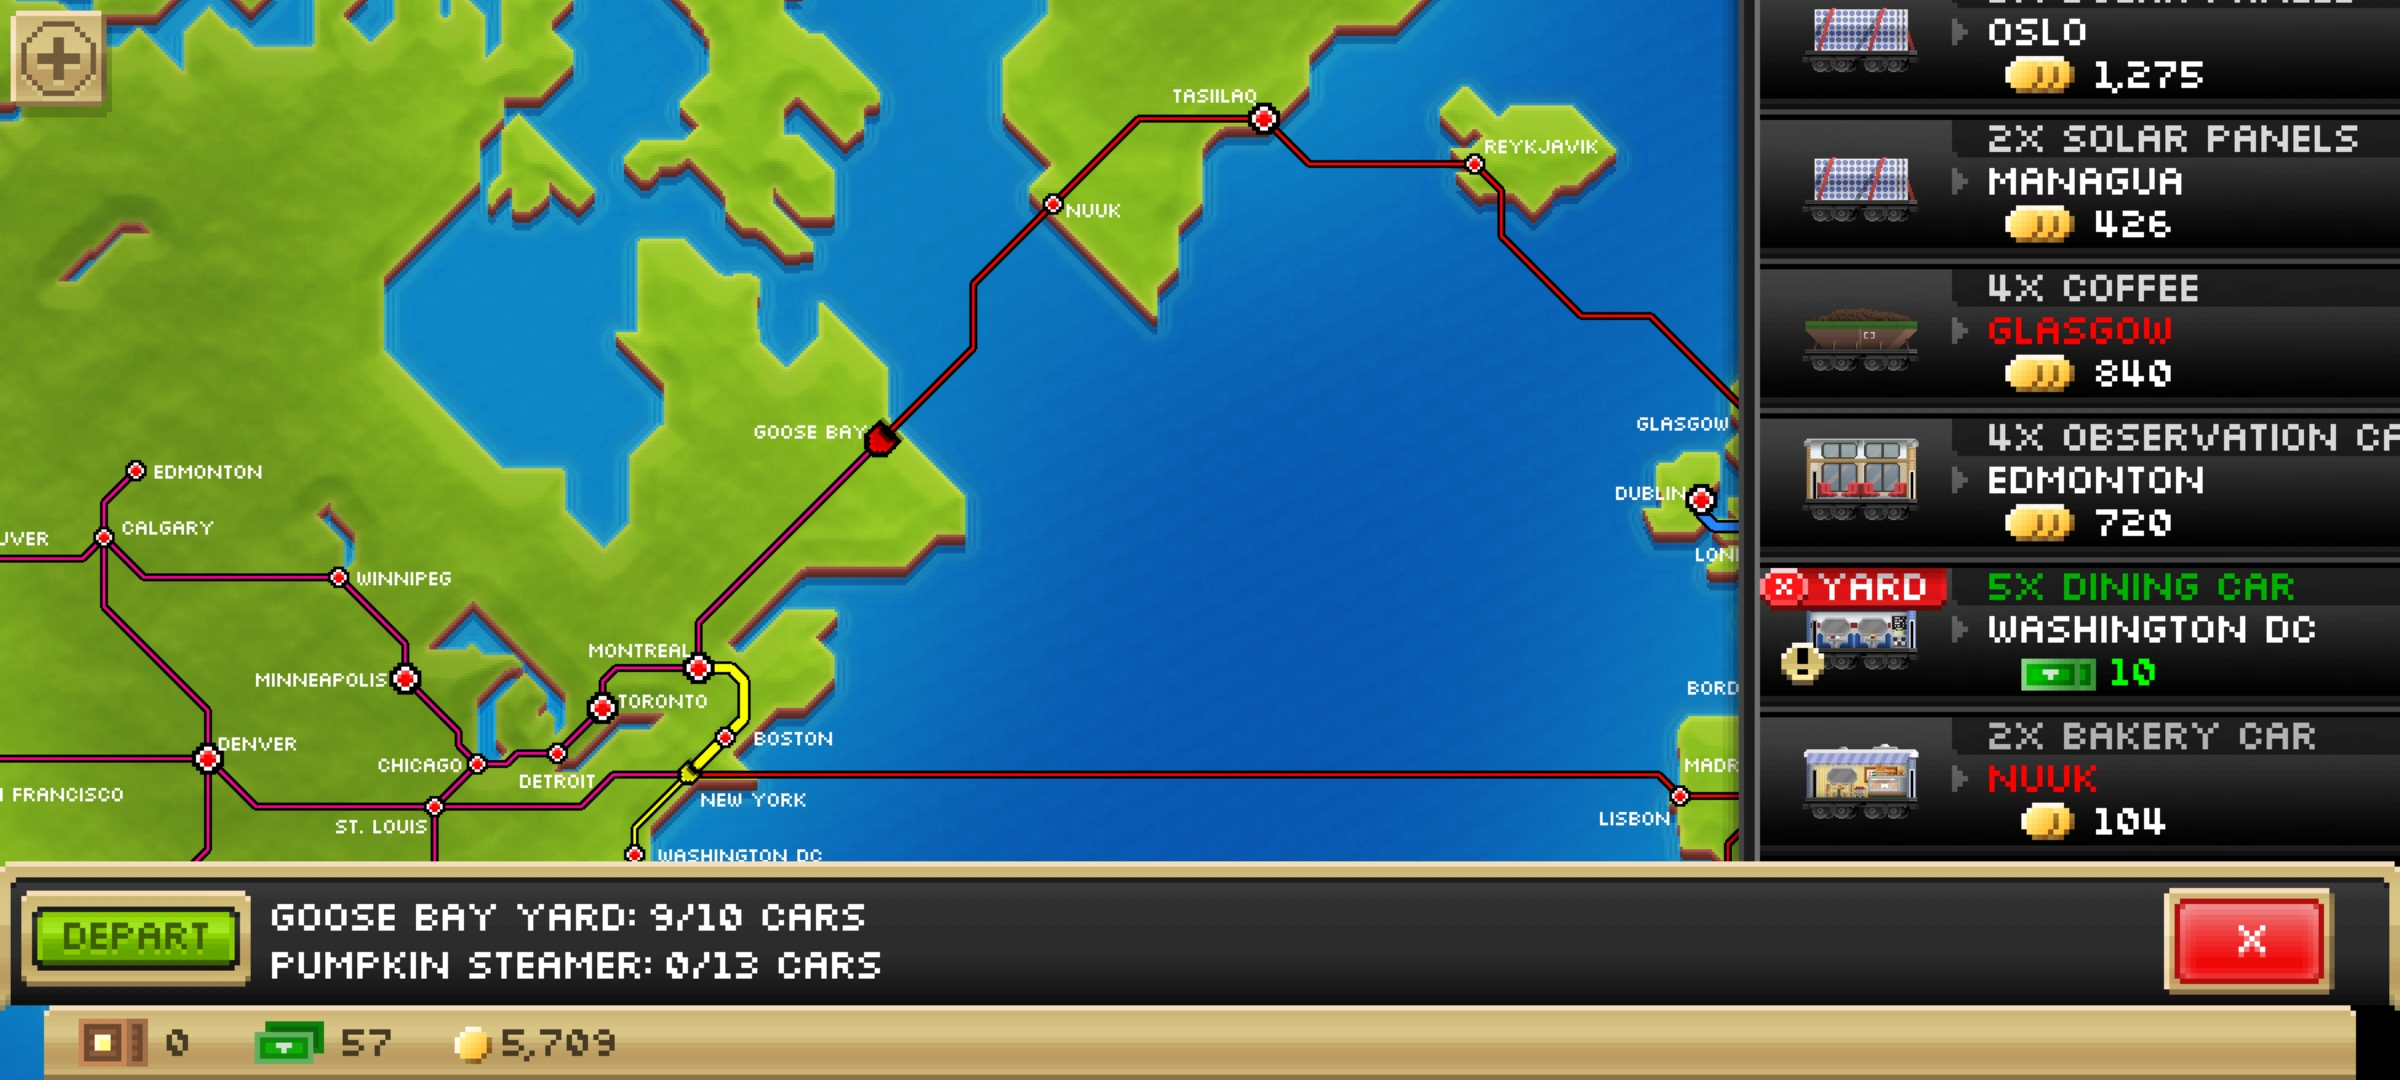 TASIILAQ
REYKJAVIK
NUUK
GOOSE BAY
GLASGOW
DUBLIN
EDMONTON
CALGARY
WINNIPEG
MONTREAL
MINNEAPOLIS
TORONTO
BOSTON
DENVER
CHICAGO
DETROIT
FRANCISCO
NEW YORK
ST. LOUIS
LISBON
WASHINGTON DC
OSLO
1,275
2X SOLAR PANELS
MANAGUA
426
4X COFFEE
GLASGOW
840
4X OBSERVATION CA
EDMONTON
720
YARD
5X DINING CAR
WASHINGTON DC
10
2X BAKERY CAR
NUUK
104
DEPART
GOOSE BAY YARD: 9/10 CARS
PUMPKIN STEAMER: 0/13 CARS
X
0
57
5,709